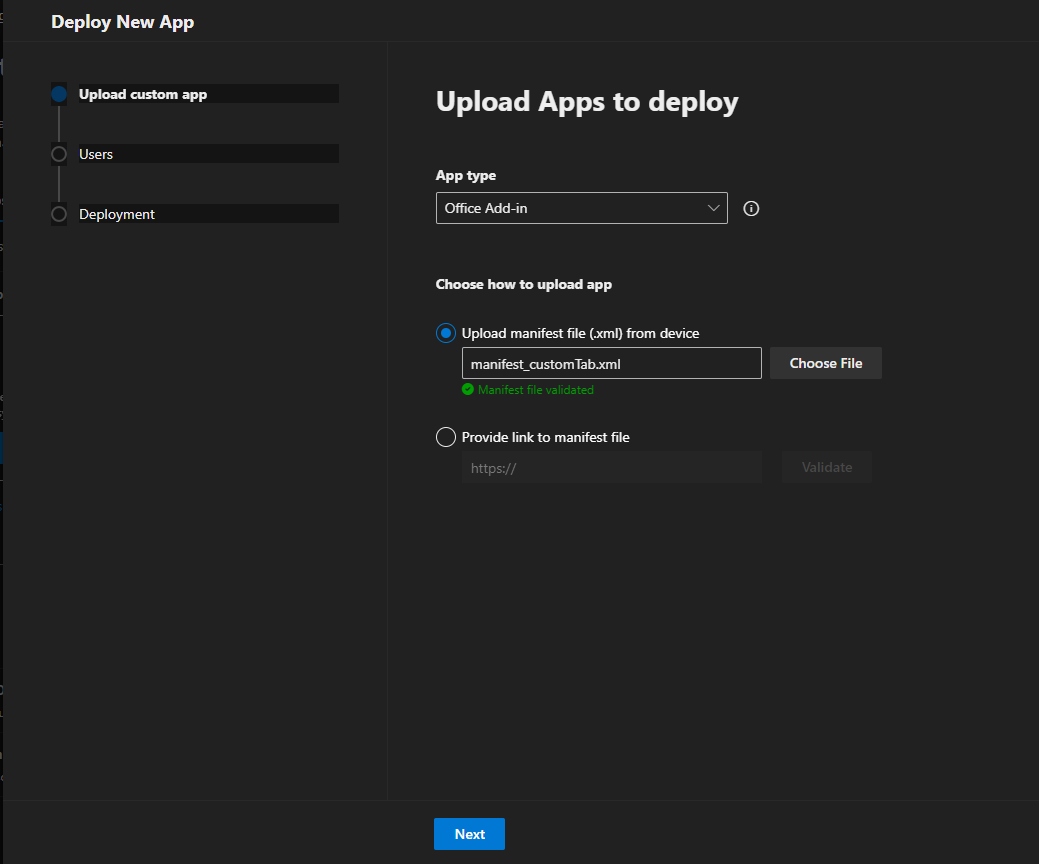 Deploy New App
Upload custom app
Users
Deployment
Upload Apps to deploy
App type
Office Add-in
Choose how to upload app
Upload manifest file (.xml) from device
manifest_customTab.xml
Choose File
Manifest file validated
Provide link to manifest file
https://
Validate
Next